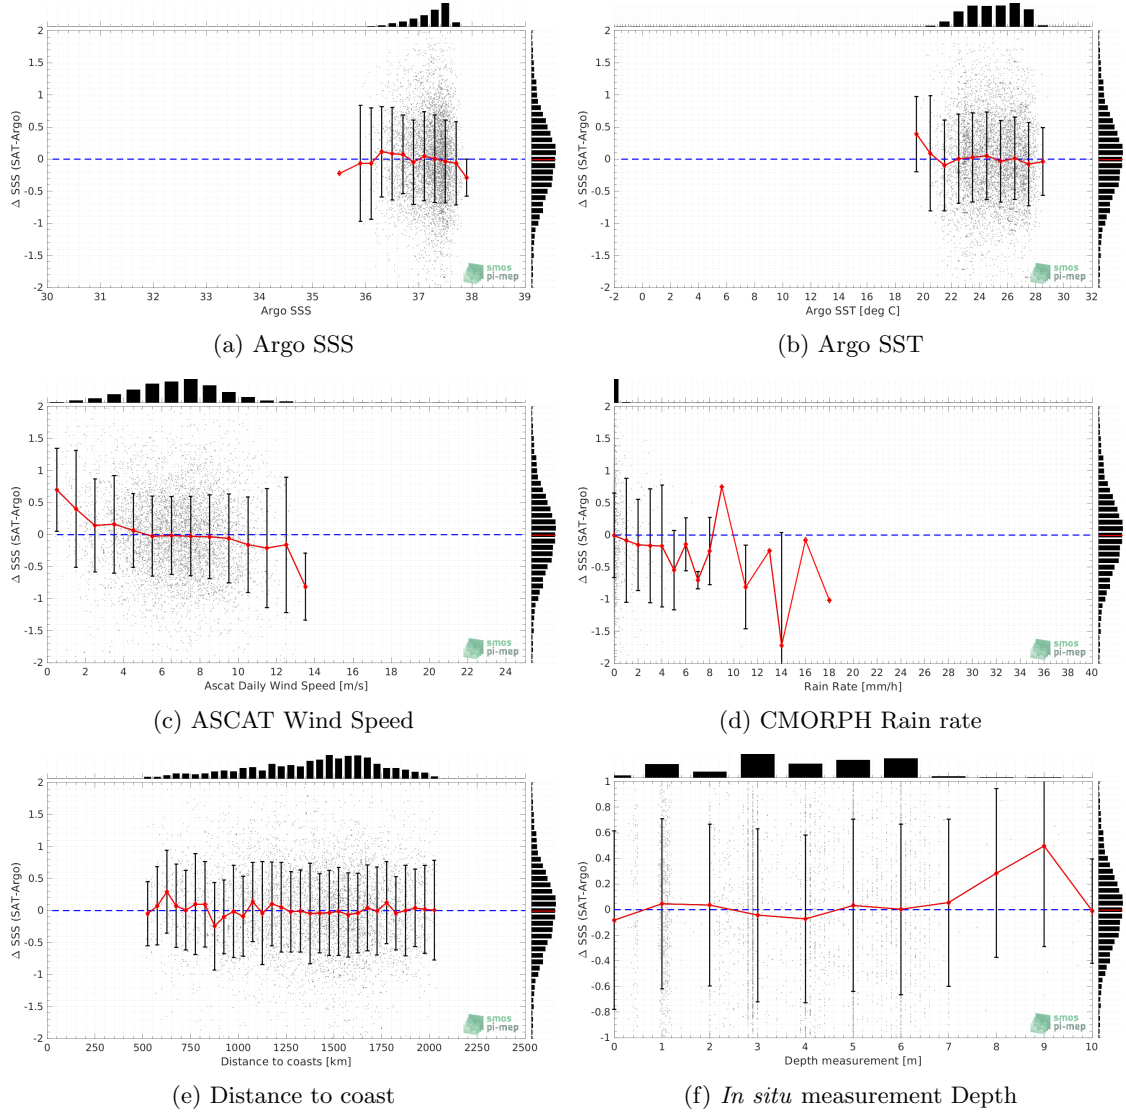 2
1.5
1
0.5
0
-0.5
-1
-1.5
-2
Δ SSS (SAT-Argo)
30 31 32 33 34 35 36 37 38 39
Argo SSS
smos
pi-mep
(a) Argo SSS
2
1.5
1
0.5
0
-0.5
-1
-1.5
-2
Δ SSS (SAT-Argo)
-2 0 2 4 6 8 10 12 14 16 18 20 22 24 26 28 30 32
Argo SST [deg C]
smos
pi-mep
(b) Argo SST
2
1.5
1
0.5
0
-0.5
-1
-1.5
-2
Δ SSS (SAT-Argo)
0 2 4 6 8 10 12 14 16 18 20 22 24
Ascat Daily Wind Speed [m/s]
smos
pi-mep
(c) ASCAT Wind Speed
2
1.5
1
0.5
0
-0.5
-1
-1.5
-2
Δ SSS (SAT-Argo)
0 2 4 6 8 10 12 14 16 18 20 22 24 26 28 30 32 34 36 38 40
Rain Rate [mm/h]
smos
pi-mep
(d) CMORPH Rain rate
2
1.5
1
0.5
0
-0.5
-1
-1.5
-2
Δ SSS (SAT-Argo)
0 250 500 750 1000 1250 1500 1750 2000 2250 2500
Distance to coasts [km]
smos
pi-mep
(e) Distance to coast
1
0.8
0.6
0.4
0.2
0
-0.2
-0.4
-0.6
-0.8
-1
Δ SSS (SAT-Argo)
0 1 2 3 4 5 6 7 8 9 10
Depth measurement [m]
smos
pi-mep
(f) In situ measurement Depth